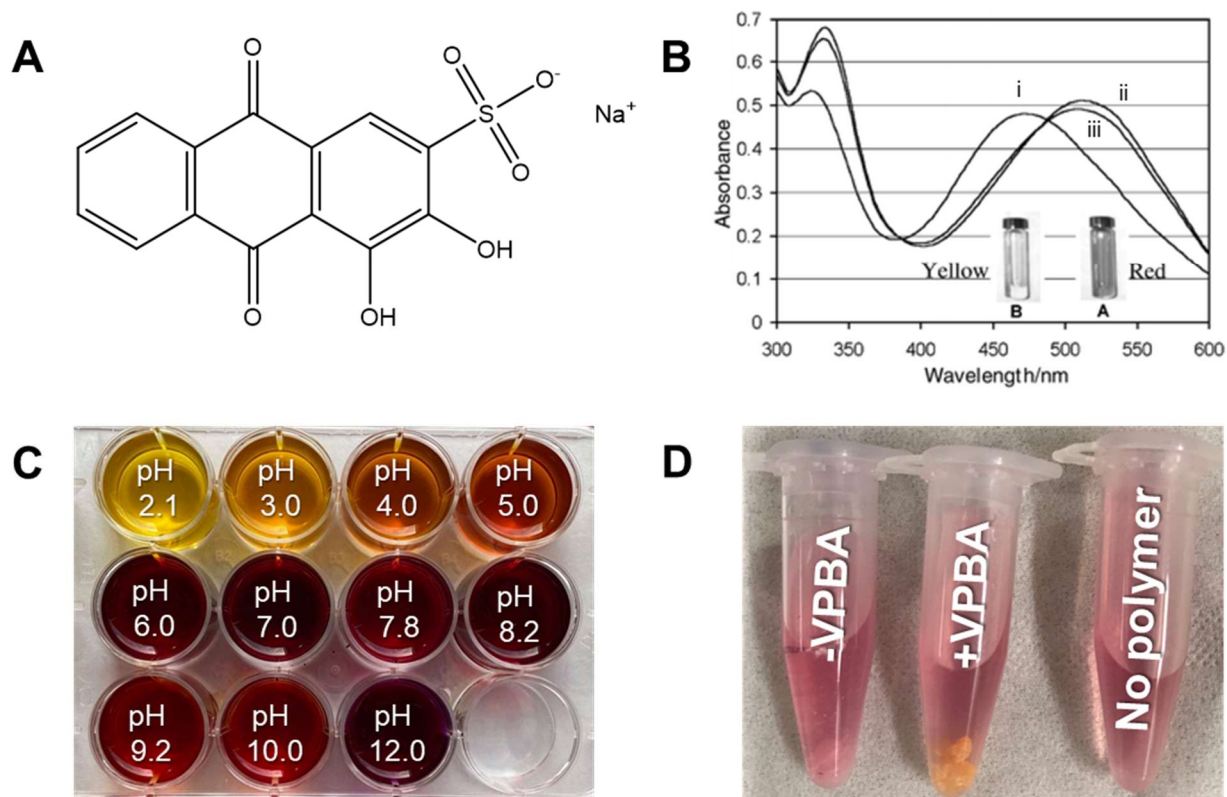 A
O
O
S
O
O⁻
O
Na⁺
OH
OH
O
B
0.7
0.6
0.5
0.4
0.3
0.2
0.1
0
Absorbance
i
ii
iii
Yellow
B
A
Red
300
350
400
450
500
550
600
Wavelength/nm
C
pH
2.1
pH
3.0
pH
4.0
pH
5.0
pH
6.0
pH
7.0
pH
7.8
pH
8.2
pH
9.2
pH
10.0
pH
12.0
D
-VPBA
+VPBA
No polymer